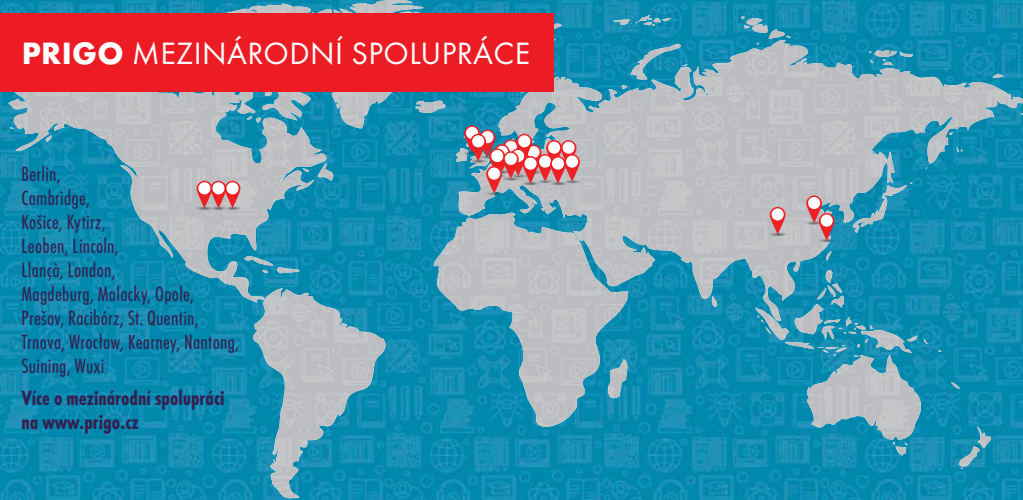 PRIGO MEZINÁRODNÍ SPOLUPRÁCE
Berlin,
Cambridge,
Košice, Kytirz,
Leoben, Lincoln,
Llançà, London,
Magdeburg, Malacky, Opole,
Prešov, Racibórz, St. Quentin,
Trnava, Wrocław, Kearney, Nantong,
Suining, Wuxi
Více o mezinárodní spolupráci
na www.prigo.cz